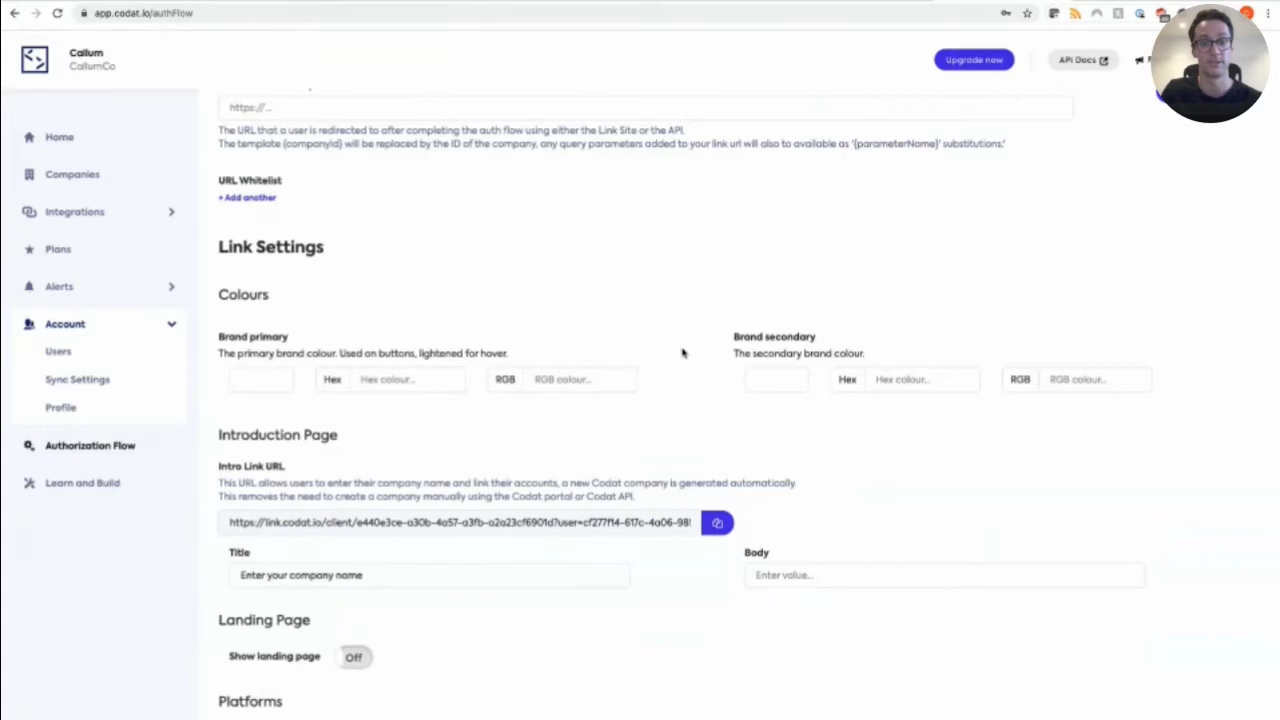 app.codat.io/authFlow
Callum
CallumCo
Upgrade now
API Docs
https://...
The URL that a user is redirected to after completing the auth flow using either the Link Site or the API.
The template {companyId} will be replaced by the ID of the company, any query parameters added to your link url will also to available as '{parameterName}' substitutions.'
URL Whitelist
+ Add another
Home
Companies
Integrations
Plans
Alerts
Account
Users
Sync Settings
Profile
Authorization Flow
Learn and Build
Link Settings
Colours
Brand primary
The primary brand colour. Used on buttons, lightened for hover.
Hex Hex colour... RGB RGB colour...
Brand secondary
The secondary brand colour.
Hex Hex colour... RGB RGB colour...
Introduction Page
Intro Link URL
This URL allows users to enter their company name and link their accounts, a new Codat company is generated automatically.
This removes the need to create a company manually using the Codat portal or Codat API.
https://link.codat.io/client/e440e3ce-a30b-4a57-a3fb-a2a23cf6901d?user=cf277f14-617c-4a06-98
Title
Enter your company name
Body
Enter value...
Landing Page
Show landing page Off
Platforms